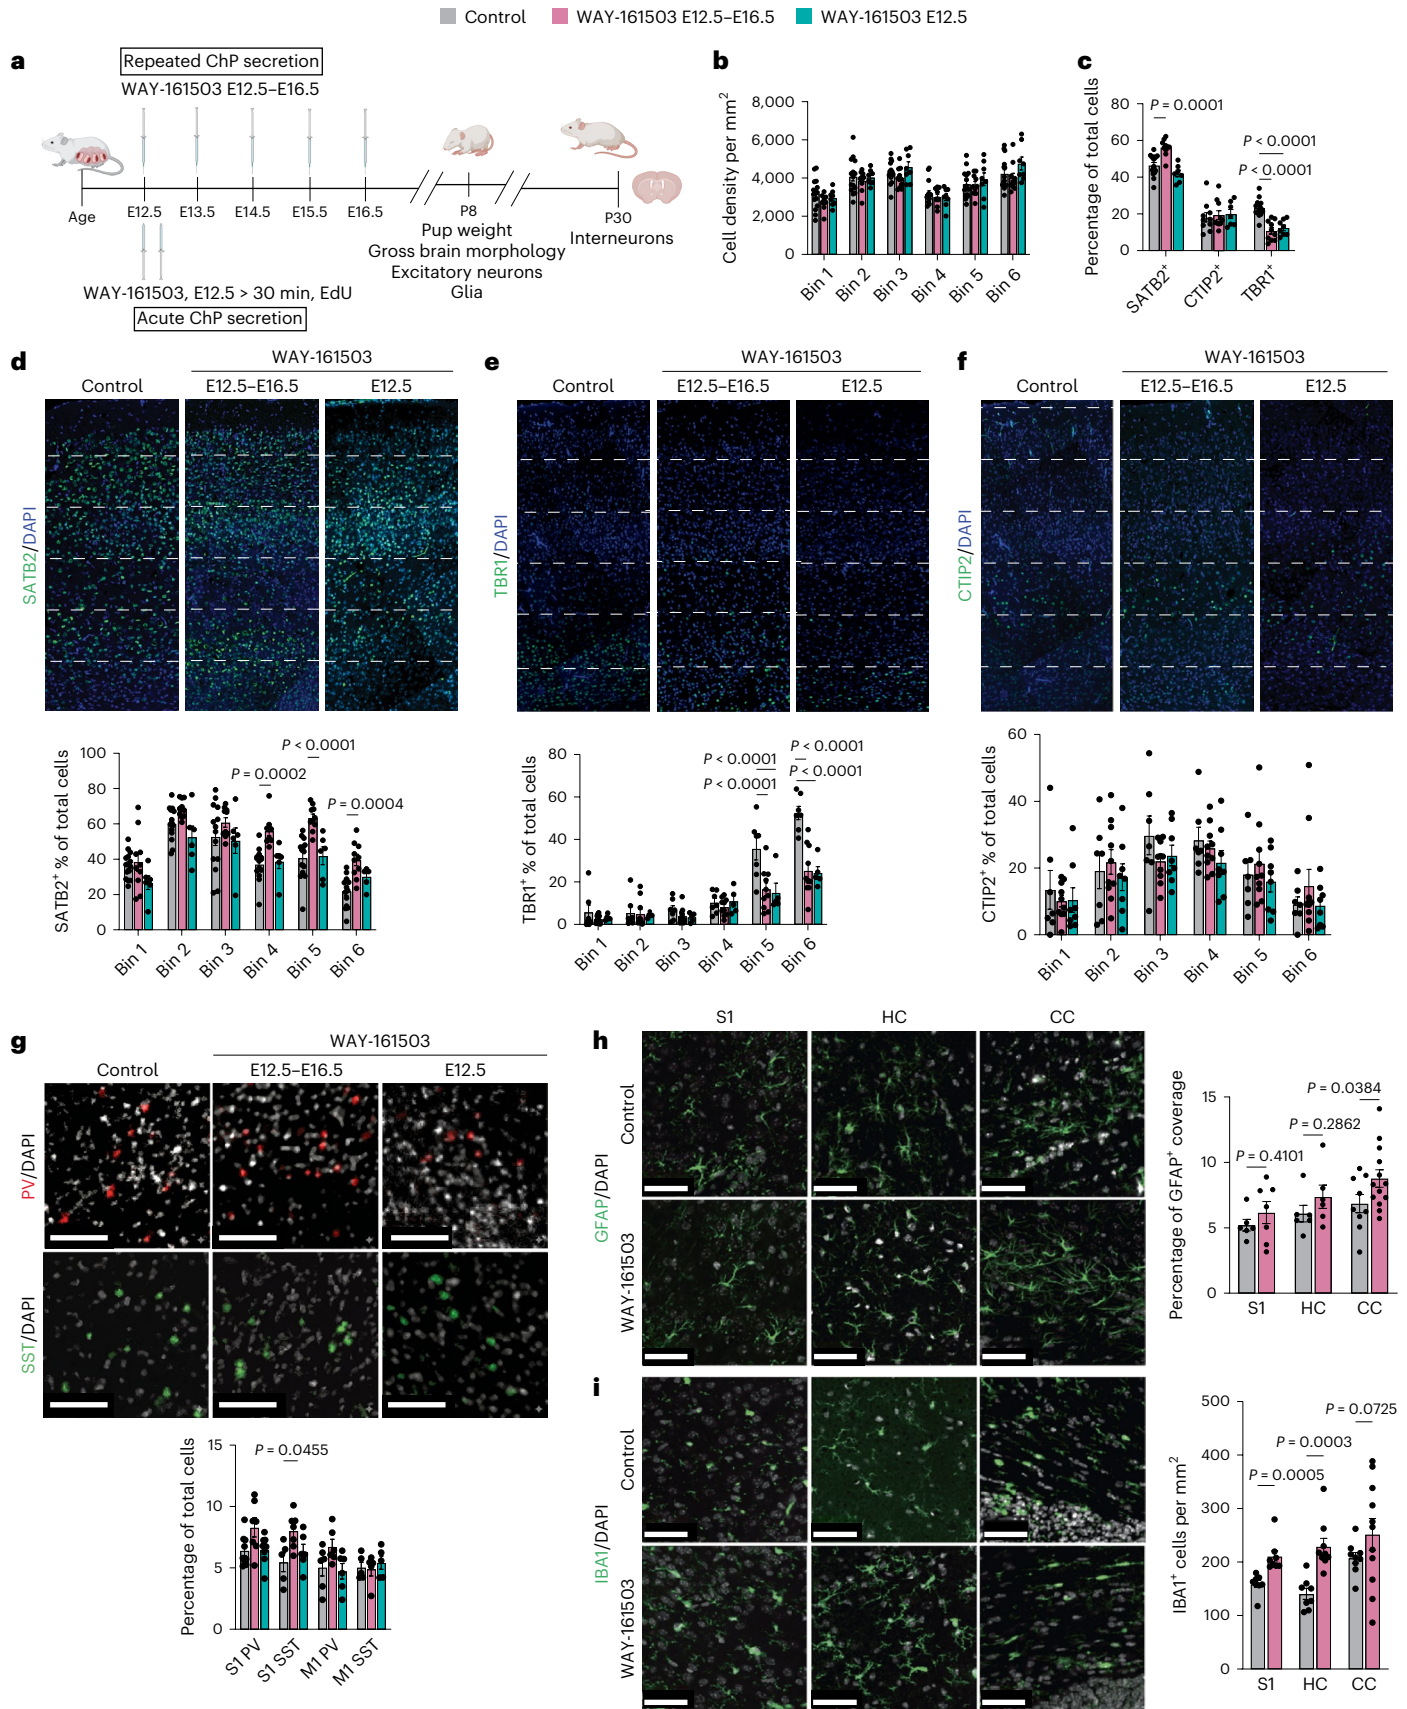 Control WAY-161503 E12.5–E16.5 WAY-161503 E12.5
a
Repeated ChP secretion
WAY-161503 E12.5–E16.5
Age E12.5 E13.5 E14.5 E15.5 E16.5 P8 P30
Pup weight
Gross brain morphology
Excitatory neurons
Glia
Interneurons
WAY-161503, E12.5 > 30 min, EdU
Acute ChP secretion
b
Cell density per mm²
8,000
6,000
4,000
2,000
0
Bin 1 Bin 2 Bin 3 Bin 4 Bin 5 Bin 6
c
Percentage of total cells
80
60
40
20
0
P = 0.0001
P < 0.0001
P < 0.0001
SATB2⁺ CTIP2⁺ TBR1⁺
d
WAY-161503
Control E12.5–E16.5 E12.5
SATB2/DAPI
SATB2⁺ % of total cells
100
80
60
40
20
0
P < 0.0001
P = 0.0002
P = 0.0004
Bin 1 Bin 2 Bin 3 Bin 4 Bin 5 Bin 6
e
WAY-161503
Control E12.5–E16.5 E12.5
TBR1/DAPI
TBR1⁺ % of total cells
80
60
40
20
0
P < 0.0001
P < 0.0001
P < 0.0001
P < 0.0001
Bin 1 Bin 2 Bin 3 Bin 4 Bin 5 Bin 6
f
WAY-161503
Control E12.5–E16.5 E12.5
CTIP2/DAPI
CTIP2⁺ % of total cells
60
40
20
0
Bin 1 Bin 2 Bin 3 Bin 4 Bin 5 Bin 6
g
WAY-161503
Control E12.5–E16.5 E12.5
PV/DAPI
SST/DAPI
Percentage of total cells
15
10
5
0
P = 0.0455
S1 PV S1 SST M1 PV M1 SST
h
S1 HC CC
Control
WAY-161503
GFAP/DAPI
Percentage of GFAP⁺ coverage
15
10
5
0
P = 0.0384
P = 0.2862
P = 0.4101
S1 HC CC
i
Control
WAY-161503
IBA1/DAPI
IBA1⁺ cells per mm²
500
400
300
200
100
0
P = 0.0725
P = 0.0003
P = 0.0005
S1 HC CC